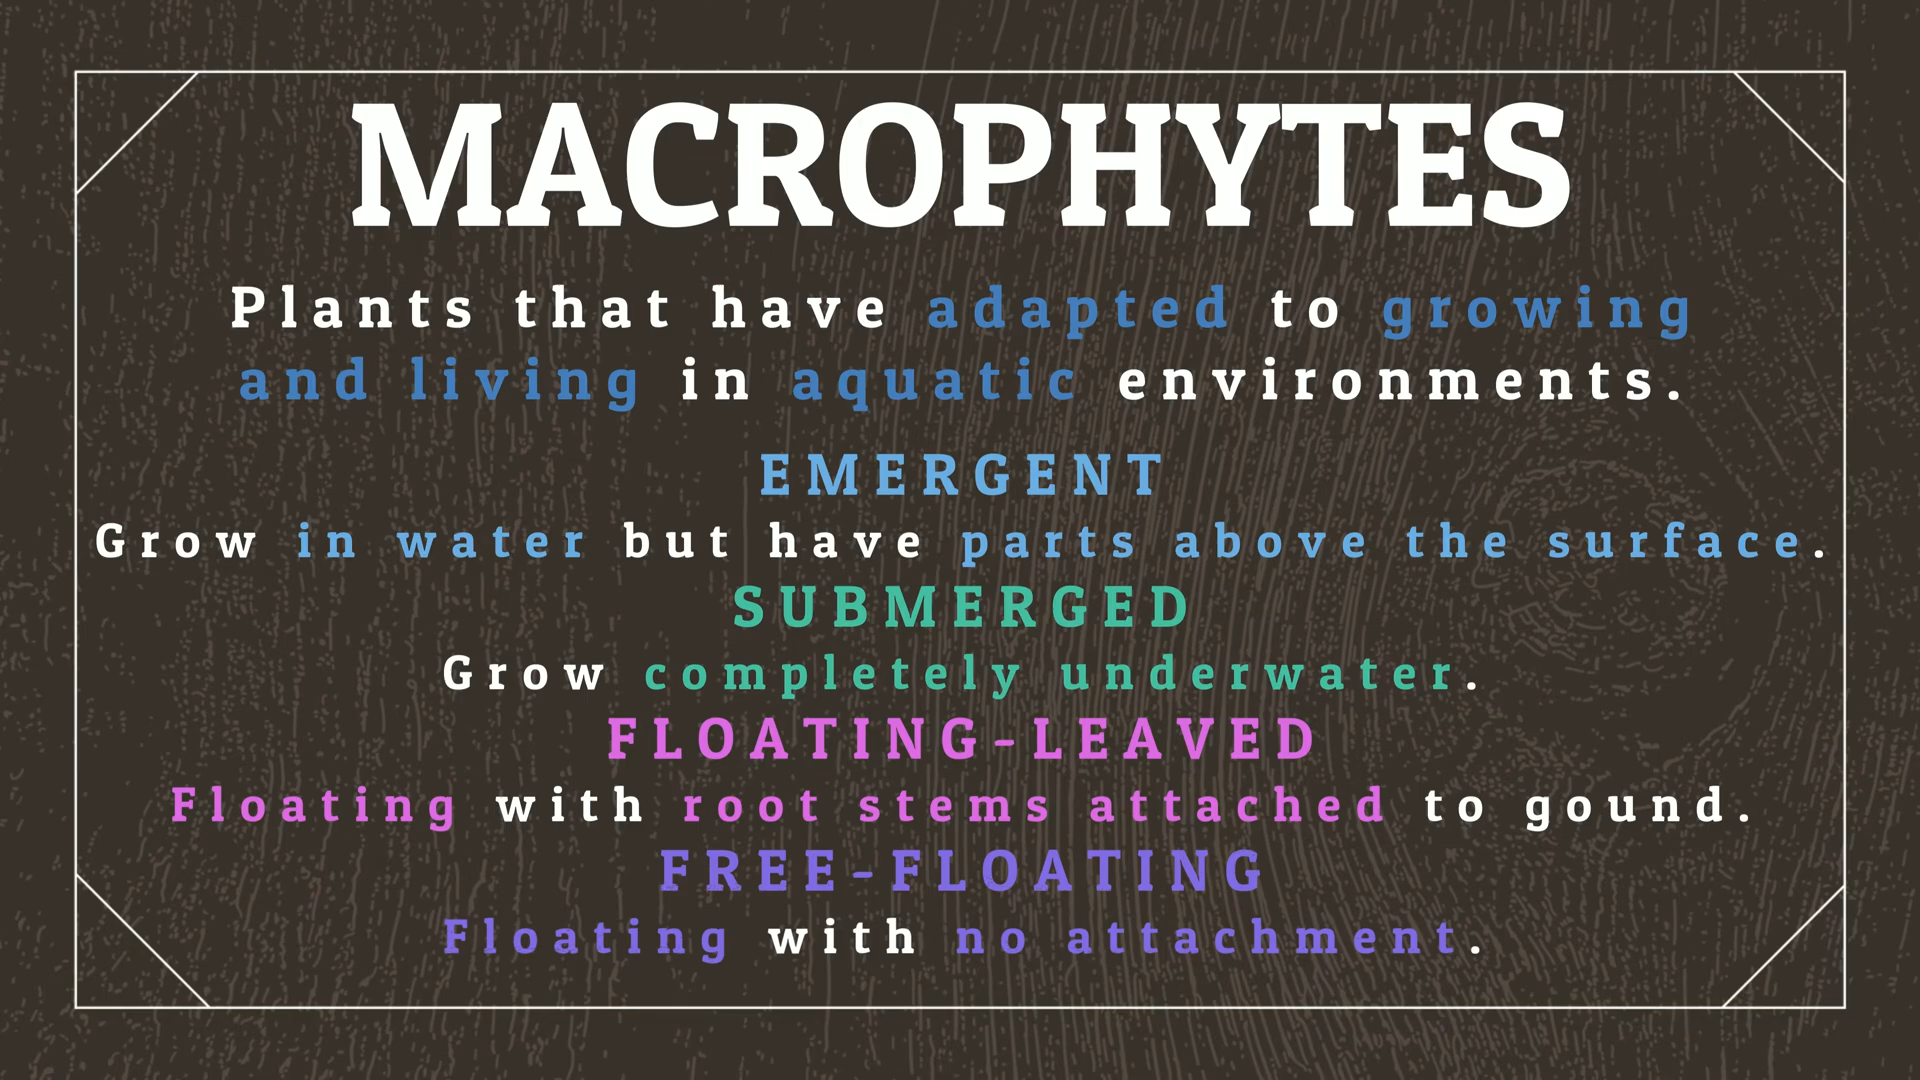 MACROPHYTES
Plants that have adapted to growing
and living in aquatic environments.
EMERGENT
Grow in water but have parts above the surface.
SUBMERGED
Grow completely underwater.
FLOATING-LEAVED
Floating with root stems attached to gound.
FREE-FLOATING
Floating with no attachment.